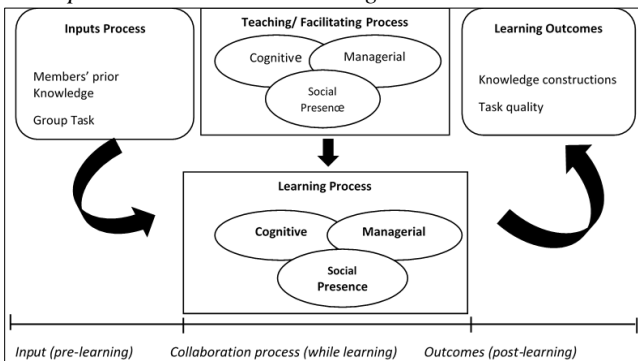 Inputs Process
Members' prior
Knowledge
Group Task
Teaching/ Facilitating Process
Cognitive
Managerial
Social
Presence
Learning Outcomes
Knowledge constructions
Task quality
Learning Process
Cognitive
Managerial
Social
Presence
Input (pre-learning)
Collaboration process (while learning)
Outcomes (post-learning)